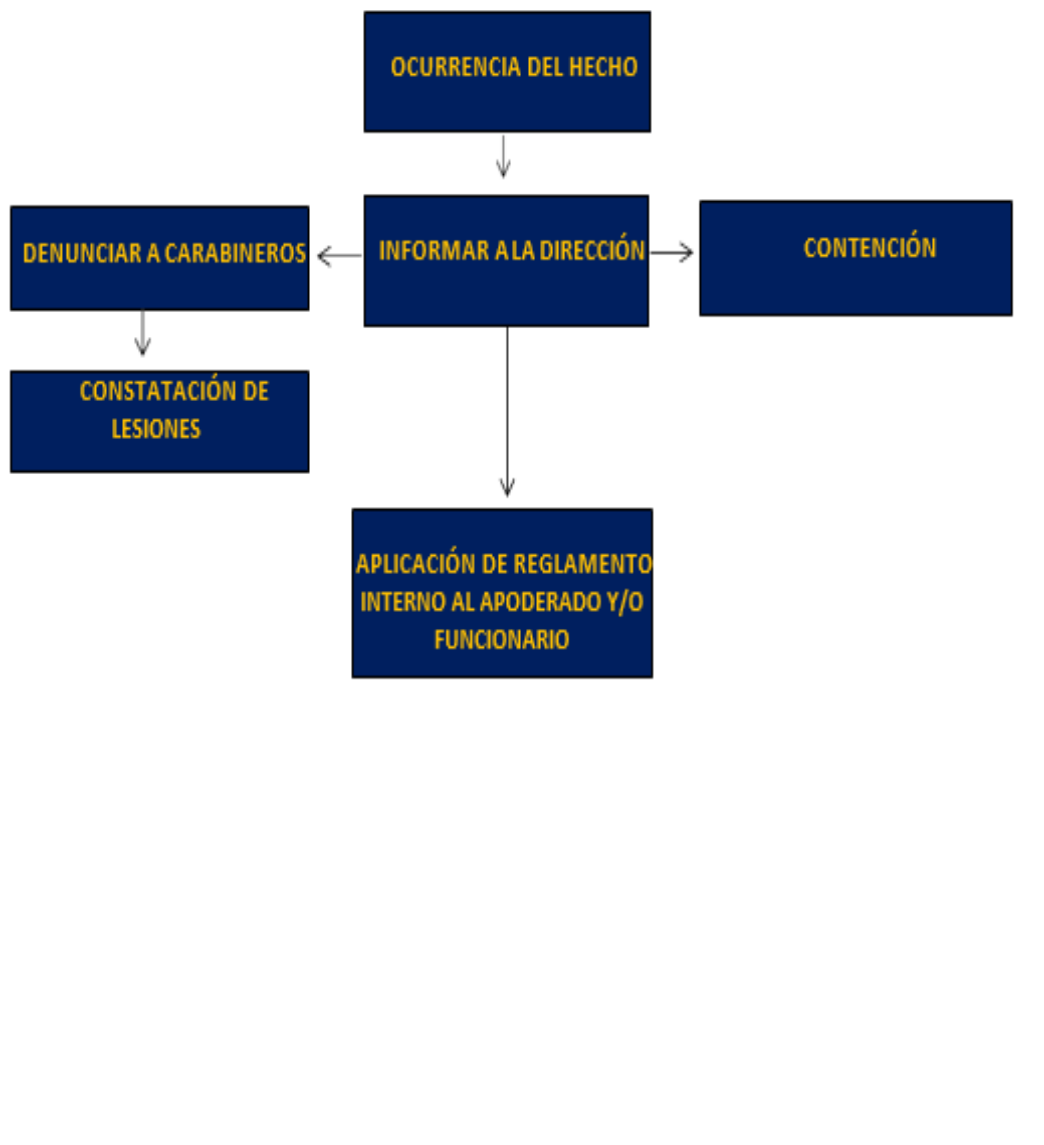 OCURRENCIA DEL HECHO
DENUNCIAR A CARABINEROS
INFORMAR A LA DIRECCIÓN
CONTENCIÓN
CONSTATACIÓN DE
LESIONES
APLICACIÓN DE REGLAMENTO
INTERNO AL APODERADO Y/O
FUNCIONARIO